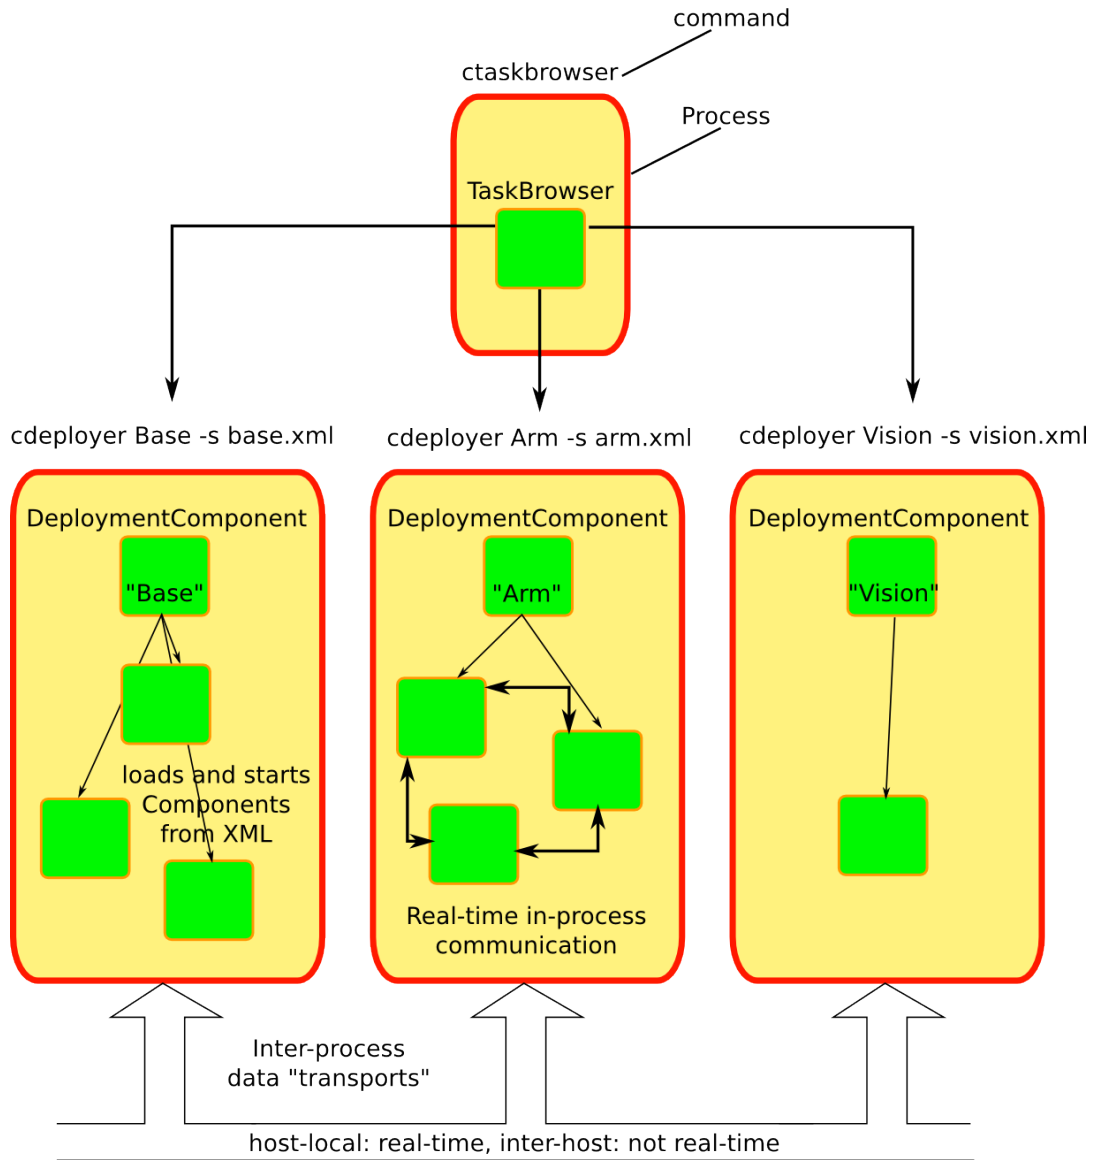 command
ctaskbrowser
Process
TaskBrowser
cdeployer Base -s base.xml
cdeployer Arm -s arm.xml
cdeployer Vision -s vision.xml
DeploymentComponent
"Base"
loads and starts
Components
from XML
DeploymentComponent
"Arm"
Real-time in-process
communication
DeploymentComponent
"Vision"
Inter-process
data "transports"
host-local: real-time, inter-host: not real-time